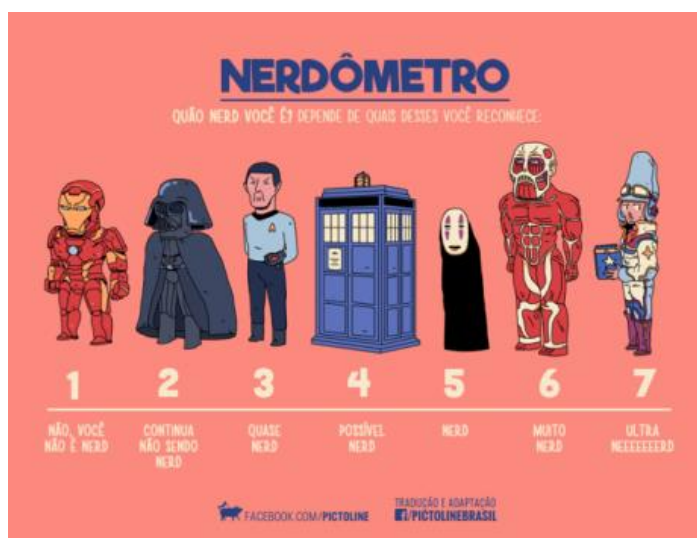 NERDÔMETRO
QUÃO NERD VOCÊ É? DEPENDE DE QUAIS DESSES VOCÊ RECONHECE:
1
2
3
4
5
6
7
NÃO, VOCÊ
NÃO É NERD
CONTINUA
NÃO SENDO
NERD
QUASE
NERD
POSSÍVEL
NERD
NERD
MUITO
NERD
ULTRA
NEEEEEERD
FACEBOOK.COM/PICTOLINE
TRADUÇÃO E ADAPTAÇÃO
/PICTOLINEBRASIL